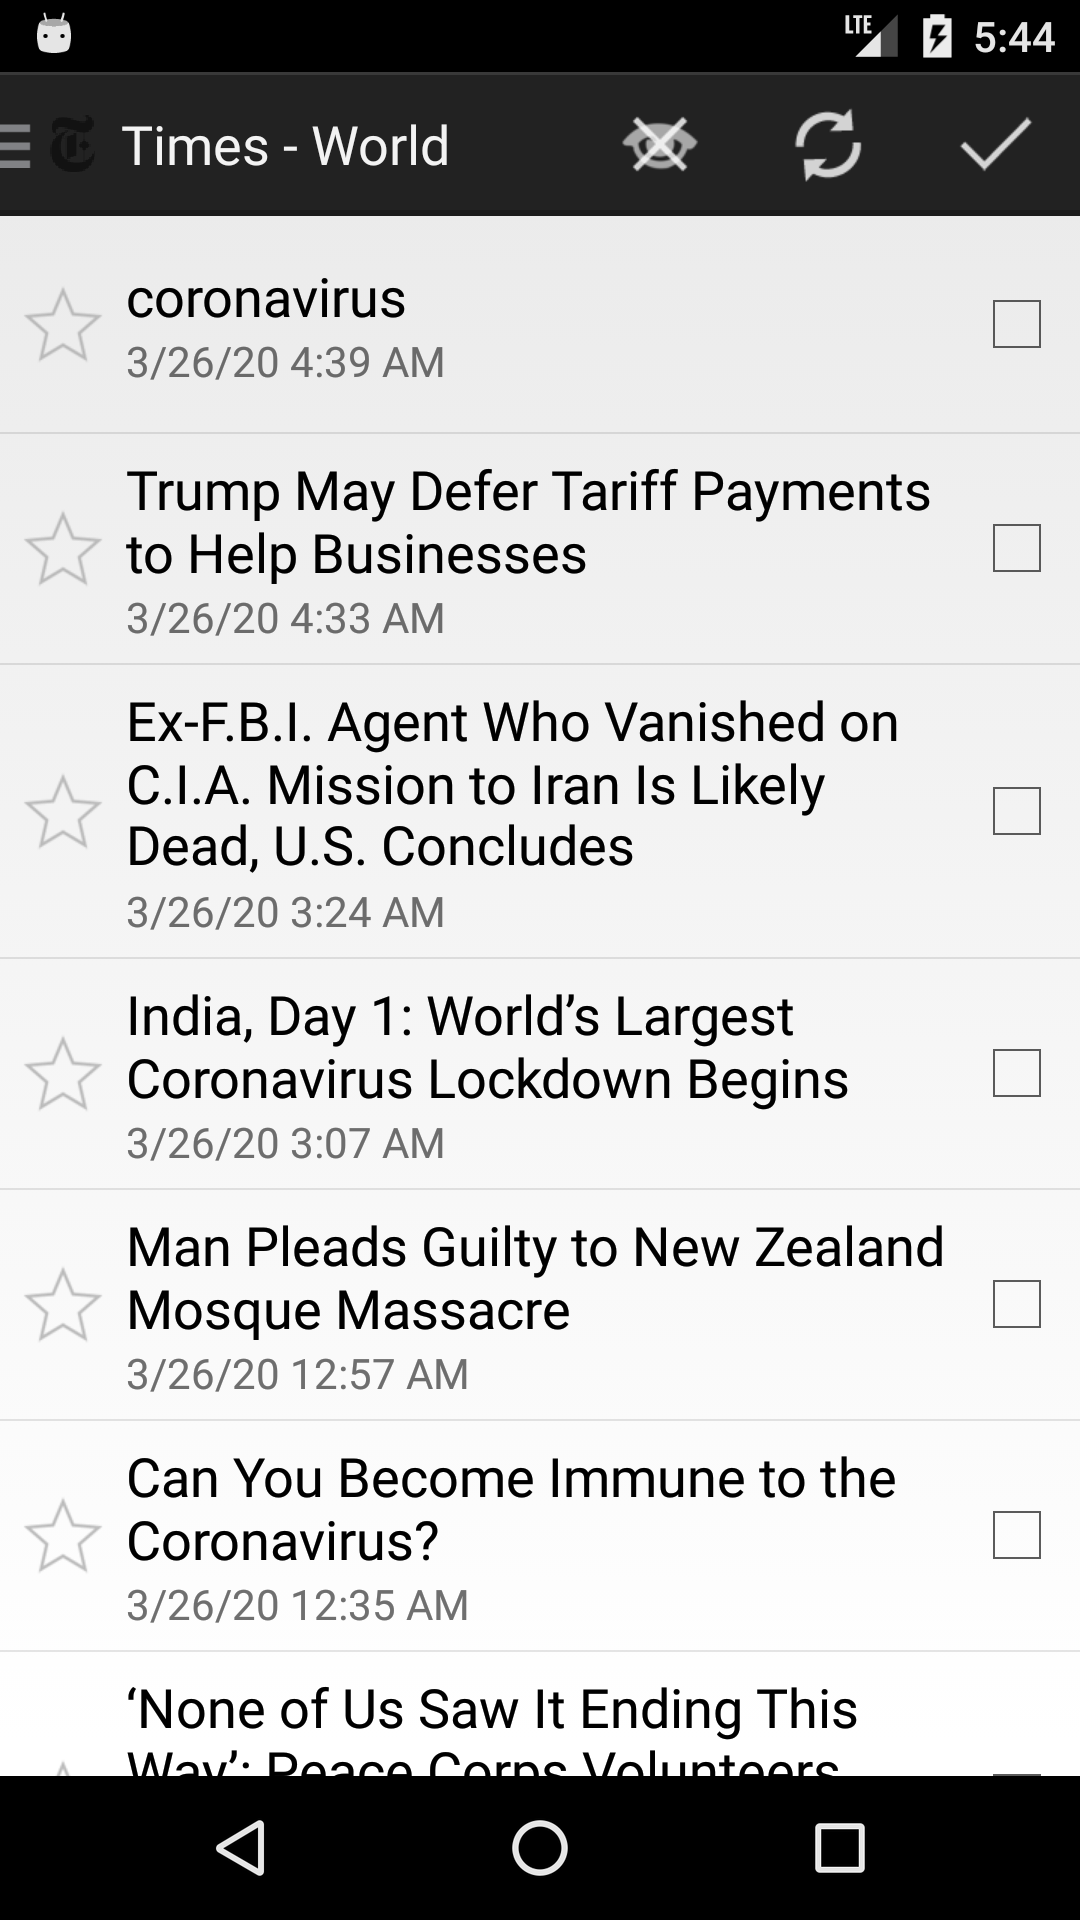 LTE 5:44
Times - World
coronavirus
3/26/20 4:39 AM
Trump May Defer Tariff Payments
to Help Businesses
3/26/20 4:33 AM
Ex-F.B.I. Agent Who Vanished on
C.I.A. Mission to Iran Is Likely
Dead, U.S. Concludes
3/26/20 3:24 AM
India, Day 1: World’s Largest
Coronavirus Lockdown Begins
3/26/20 3:07 AM
Man Pleads Guilty to New Zealand
Mosque Massacre
3/26/20 12:57 AM
Can You Become Immune to the
Coronavirus?
3/26/20 12:35 AM
‘None of Us Saw It Ending This
Way’: Peace Corps Volunteers